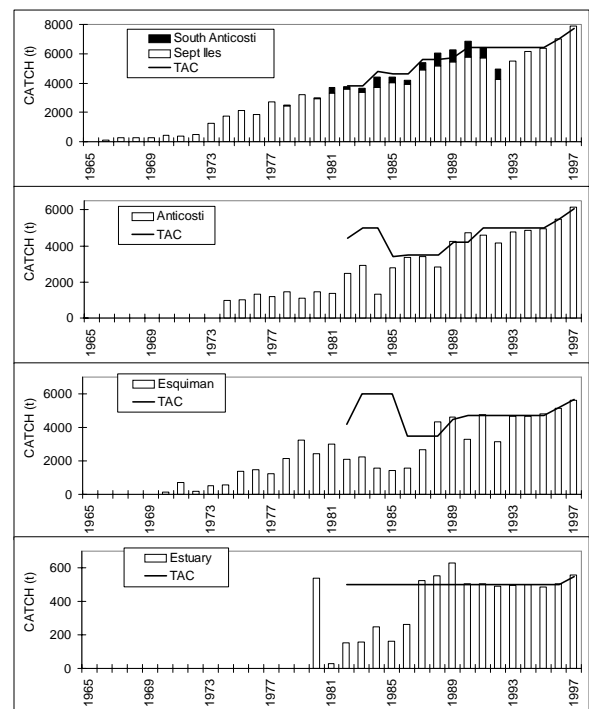 South Anticosti
Sept Iles
TAC
CATCH (t)
8000
6000
4000
2000
0
1965 1969 1973 1977 1981 1985 1989 1993 1997
Anticosti
TAC
CATCH (t)
6000
4000
2000
0
1965 1969 1973 1977 1981 1985 1989 1993 1997
Esquiman
TAC
CATCH (t)
6000
4000
2000
0
1965 1969 1973 1977 1981 1985 1989 1993 1997
Estuary
TAC
CATCH (t)
600
400
200
0
1965 1969 1973 1977 1981 1985 1989 1993 1997